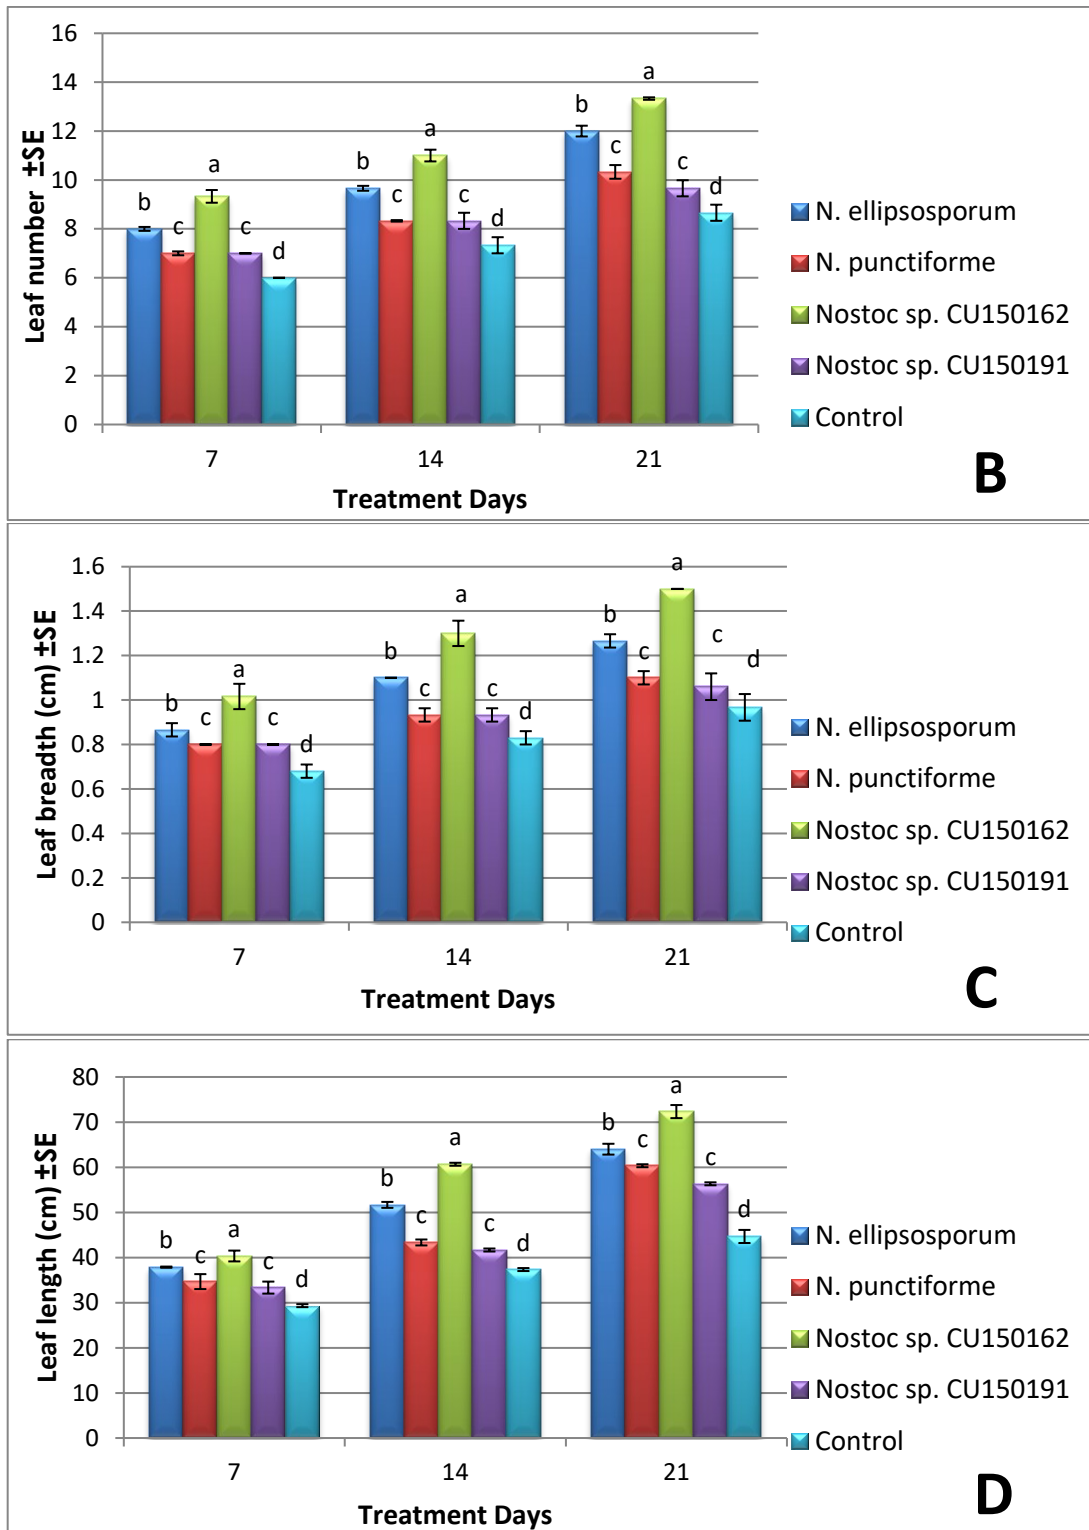 16
14
12
10
8
6
4
2
0
Leaf number ±SE
b c a c d
b c a c d
b c a c d
7 14 21
Treatment Days
N. ellipsosporum
N. punctiforme
Nostoc sp. CU150162
Nostoc sp. CU150191
Control
B
1.6
1.4
1.2
1
0.8
0.6
0.4
0.2
0
Leaf breadth (cm) ±SE
b c a c d
b c a c d
b c a c d
7 14 21
Treatment Days
N. ellipsosporum
N. punctiforme
Nostoc sp. CU150162
Nostoc sp. CU150191
Control
C
80
70
60
50
40
30
20
10
0
Leaf length (cm) ±SE
b c a c d
b c a c d
b c a c d
7 14 21
Treatment Days
N. ellipsosporum
N. punctiforme
Nostoc sp. CU150162
Nostoc sp. CU150191
Control
D